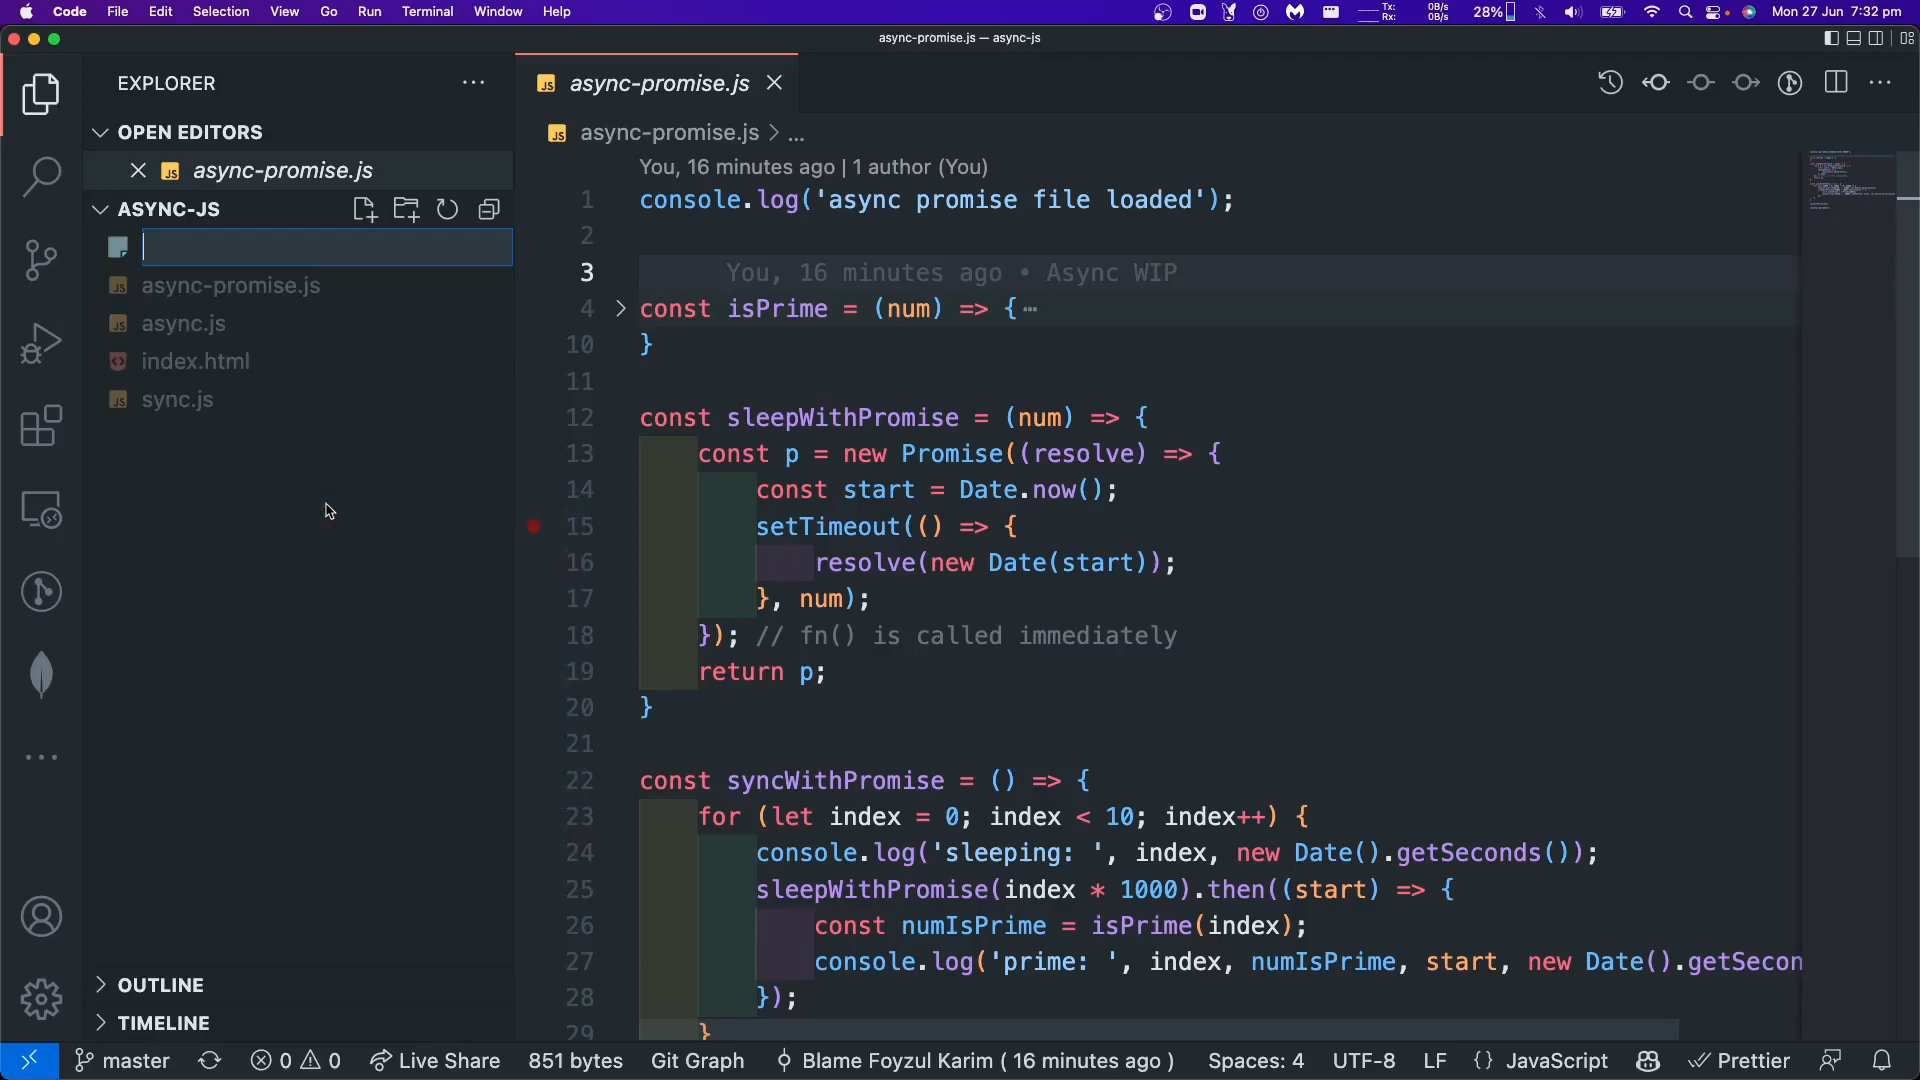 Code File Edit Selection View Go Run Terminal Window Help
Tx: Rx: 0B/s 0B/s 28% Mon 27 Jun 7:32 pm
async-promise.js — async-js
EXPLORER
OPEN EDITORS
async-promise.js
ASYNC-JS
async-promise.js
async.js
index.html
sync.js
OUTLINE
TIMELINE
async-promise.js
async-promise.js > ...
You, 16 minutes ago | 1 author (You)
1 console.log('async promise file loaded');
2
3 You, 16 minutes ago • Async WIP
4 const isPrime = (num) => { ⋯
10 }
11
12 const sleepWithPromise = (num) => {
13 const p = new Promise((resolve) => {
14 const start = Date.now();
15 setTimeout(() => {
16 resolve(new Date(start));
17 }, num);
18 }); // fn() is called immediately
19 return p;
20 }
21
22 const syncWithPromise = () => {
23 for (let index = 0; index < 10; index++) {
24 console.log('sleeping: ', index, new Date().getSeconds());
25 sleepWithPromise(index * 1000).then((start) => {
26 const numIsPrime = isPrime(index);
27 console.log('prime: ', index, numIsPrime, start, new Date().getSecon
28 });
29 }
master 0 0 Live Share 851 bytes Git Graph Blame Foyzul Karim ( 16 minutes ago ) Spaces: 4 UTF-8 LF {} JavaScript Prettier